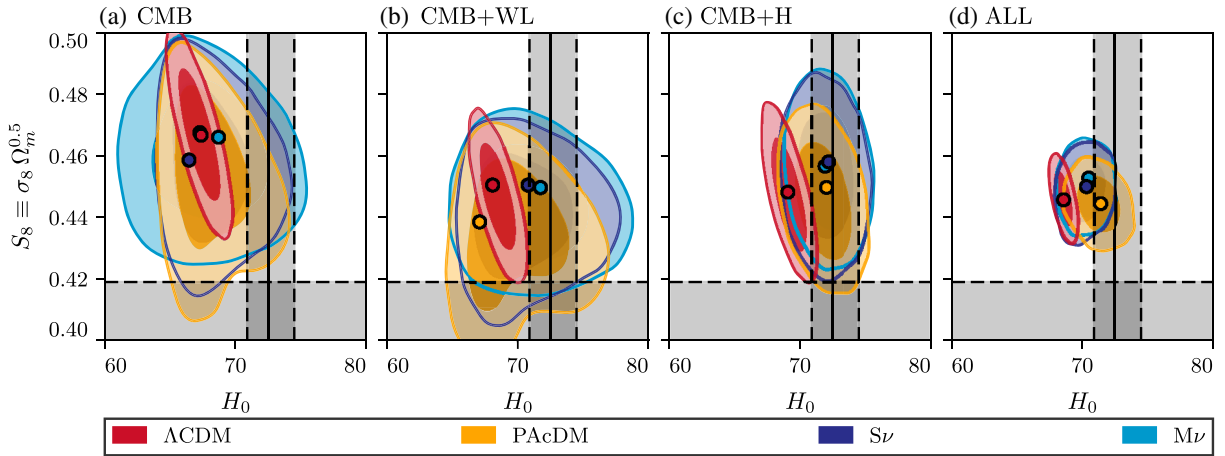 (a) CMB
(b) CMB+WL
(c) CMB+H
(d) ALL
S₈ ≡ σ₈ Ωₘ^0.5
0.50
0.48
0.46
0.44
0.42
0.40
60 70 80
60 70 80
60 70 80
60 70 80
H₀
H₀
H₀
H₀
ΛCDM
PAcDM
Sν
Mν